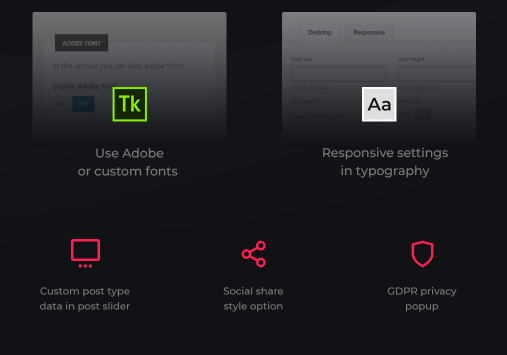 ADOBE FONT
in this section you can load adobe fonts.
Enable Adobe Font
Tk
Use Adobe
or custom fonts
Desktop
Responsive
Font size
Line height
Aa
Responsive settings
in typography
Custom post type
data in post slider
Social share
style option
GDPR privacy
popup